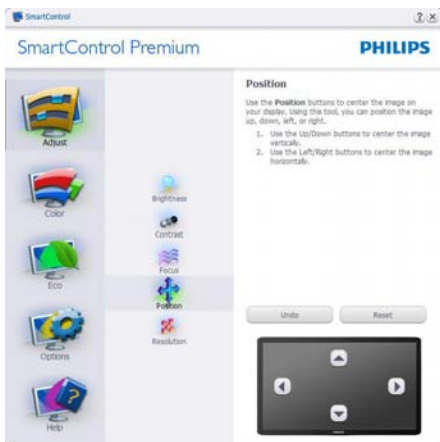 SmartControl
SmartControl Premium
PHILIPS
Adjust
Color
Eco
Options
Help
Brightness
Contrast
Focus
Position
Resolution
Position
Use the Position buttons to center the image on
your display. Using this tool, you can position the image
up, down, left, or right.
1. Use the Up/Down buttons to center the image
vertically.
2. Use the Left/Right buttons to center the image
horizontally.
Undo
Reset